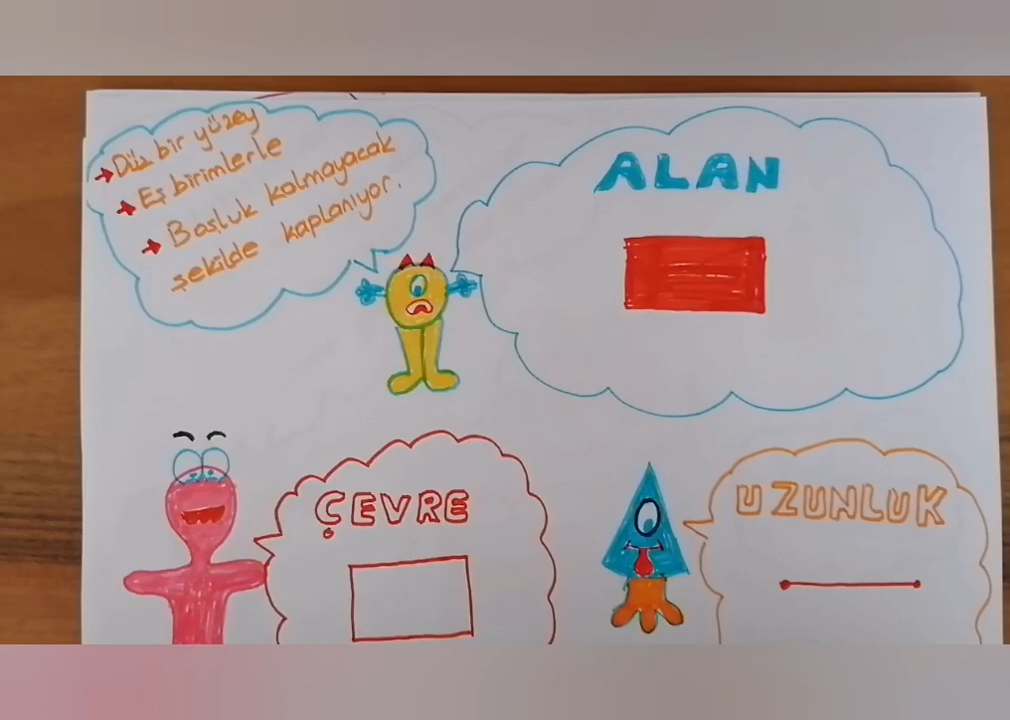 Düz bir yüzey
Eş birimlerle
Boşluk kalmayacak
şekilde kaplanıyor.
ALAN
ÇEVRE
UZUNLUK